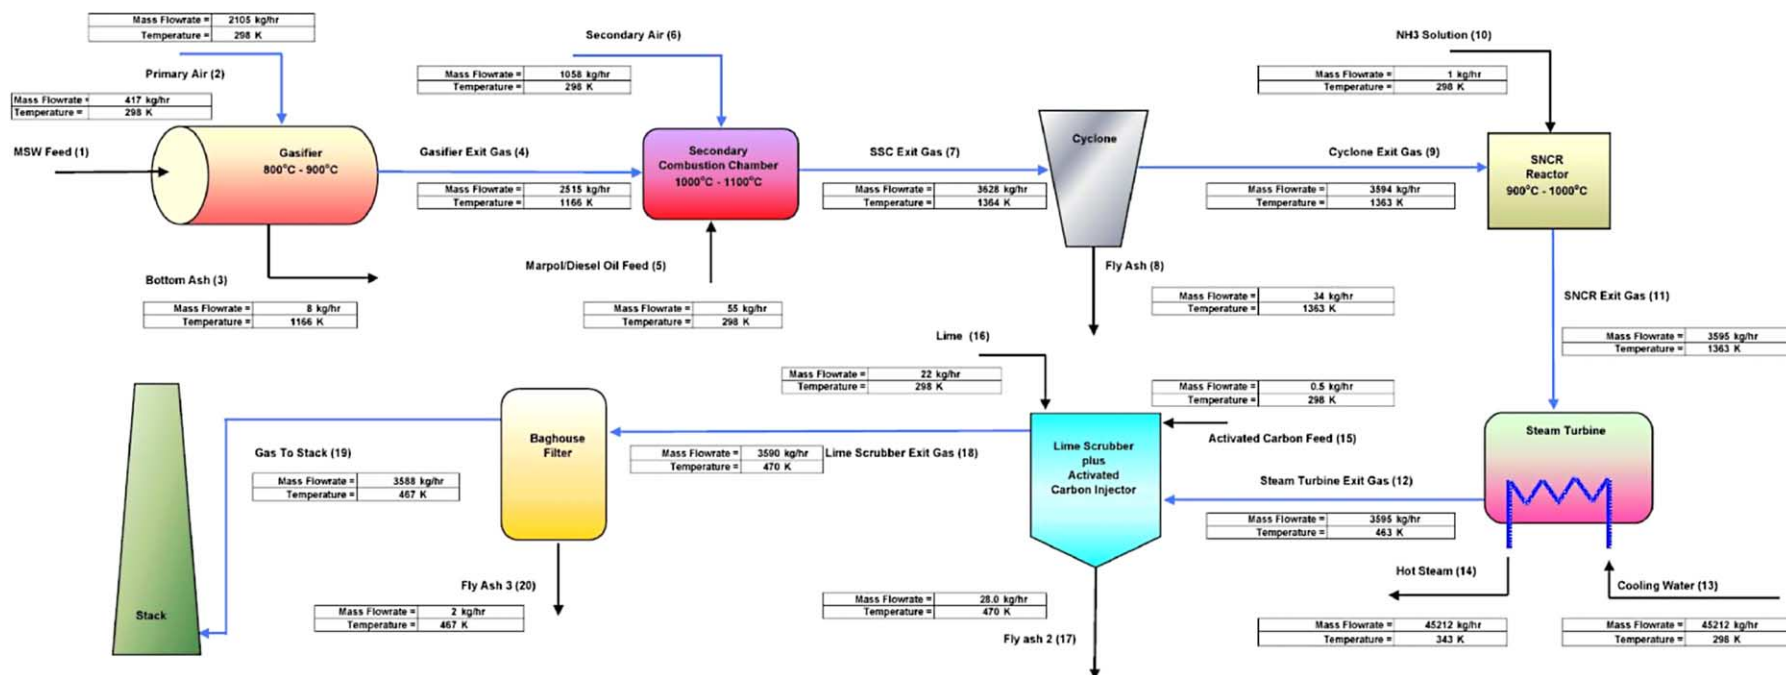 Mass Flowrate = 2105 kg/hr
Temperature = 298 K
Primary Air (2)
Mass Flowrate = 417 kg/hr
Temperature = 298 K
MSW Feed (1)
Gasifier
800°C - 900°C
Bottom Ash (3)
Mass Flowrate = 8 kg/hr
Temperature = 1166 K
Gasifier Exit Gas (4)
Mass Flowrate = 2515 kg/hr
Temperature = 1166 K
Secondary Air (6)
Mass Flowrate = 1058 kg/hr
Temperature = 298 K
Secondary
Combustion Chamber
1000°C - 1100°C
Marpol/Diesel Oil Feed (5)
Mass Flowrate = 55 kg/hr
Temperature = 298 K
SSC Exit Gas (7)
Mass Flowrate = 3628 kg/hr
Temperature = 1364 K
Cyclone
Fly Ash (8)
Mass Flowrate = 34 kg/hr
Temperature = 1363 K
Cyclone Exit Gas (9)
Mass Flowrate = 3594 kg/hr
Temperature = 1363 K
NH3 Solution (10)
Mass Flowrate = 1 kg/hr
Temperature = 298 K
SNCR
Reactor
900°C - 1000°C
SNCR Exit Gas (11)
Mass Flowrate = 3595 kg/hr
Temperature = 1363 K
Steam Turbine
Steam Turbine Exit Gas (12)
Mass Flowrate = 3595 kg/hr
Temperature = 463 K
Hot Steam (14)
Mass Flowrate = 45212 kg/hr
Temperature = 343 K
Cooling Water (13)
Mass Flowrate = 45212 kg/hr
Temperature = 298 K
Lime (16)
Mass Flowrate = 22 kg/hr
Temperature = 298 K
Mass Flowrate = 0.5 kg/hr
Temperature = 298 K
Activated Carbon Feed (15)
Lime Scrubber
plus
Activated
Carbon Injector
Mass Flowrate = 28.0 kg/hr
Temperature = 470 K
Fly ash 2 (17)
Lime Scrubber Exit Gas (18)
Mass Flowrate = 3590 kg/hr
Temperature = 470 K
Baghouse
Filter
Fly Ash 3 (20)
Mass Flowrate = 2 kg/hr
Temperature = 467 K
Gas To Stack (19)
Mass Flowrate = 3588 kg/hr
Temperature = 467 K
Stack